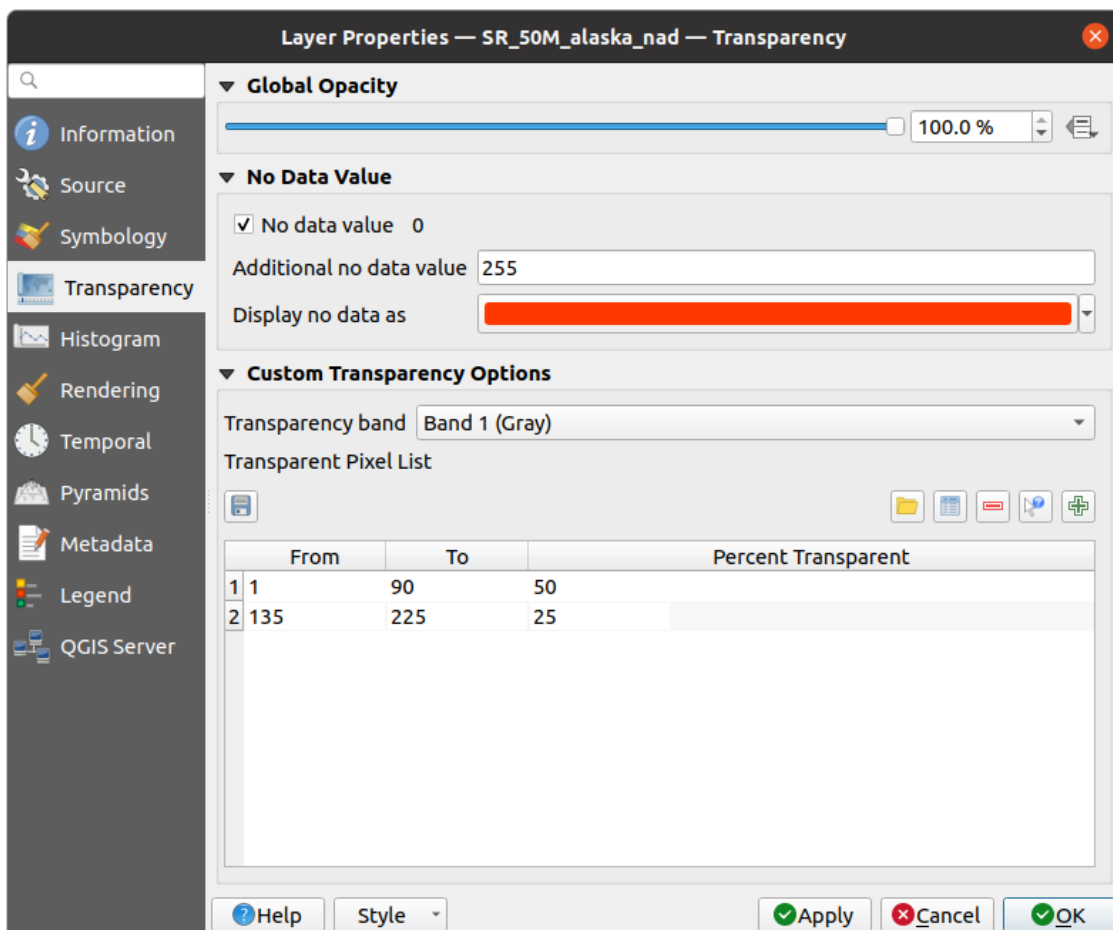 Layer Properties — SR_50M_alaska_nad — Transparency
Information
Source
Symbology
Transparency
Histogram
Rendering
Temporal
Pyramids
Metadata
Legend
QGIS Server
Global Opacity
100.0 %
No Data Value
No data value 0
Additional no data value 255
Display no data as
Custom Transparency Options
Transparency band Band 1 (Gray)
Transparent Pixel List
From To Percent Transparent
1 1 90 50
2 135 225 25
Help Style Apply Cancel OK